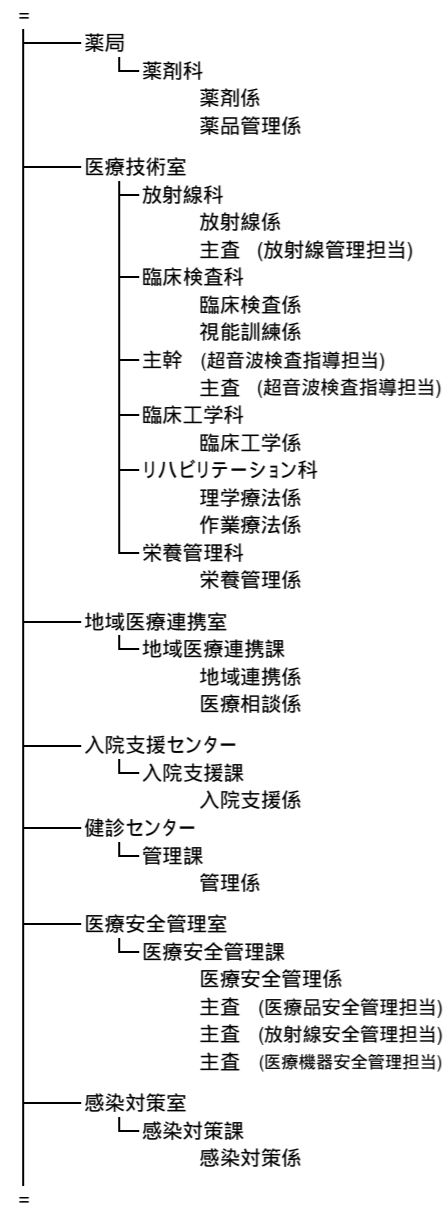 =
薬局
薬剤科
薬剤係
薬品管理係
医療技術室
放射線科
放射線係
主査 (放射線管理担当)
臨床検査科
臨床検査係
視能訓練係
主幹 (超音波検査指導担当)
主査 (超音波検査指導担当)
臨床工学科
臨床工学係
リハビリテーション科
理学療法係
作業療法係
栄養管理科
栄養管理係
地域医療連携室
地域医療連携課
地域連携係
医療相談係
入院支援センター
入院支援課
入院支援係
健診センター
管理課
管理係
医療安全管理室
医療安全管理課
医療安全管理係
主査 (医療品安全管理担当)
主査 (放射線安全管理担当)
主査 (医療機器安全管理担当)
感染対策室
感染対策課
感染対策係
=